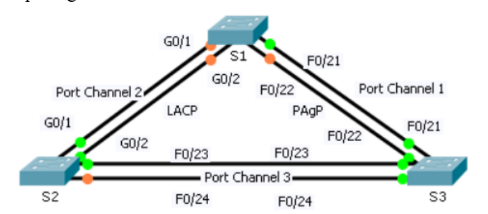 G0/1
S1
F0/21
G0/2
Port Channel 2
F0/22
Port Channel 1
LACP
PAgP
G0/1
F0/21
F0/22
G0/2
F0/23
F0/23
Port Channel 3
S2
S3
F0/24
F0/24